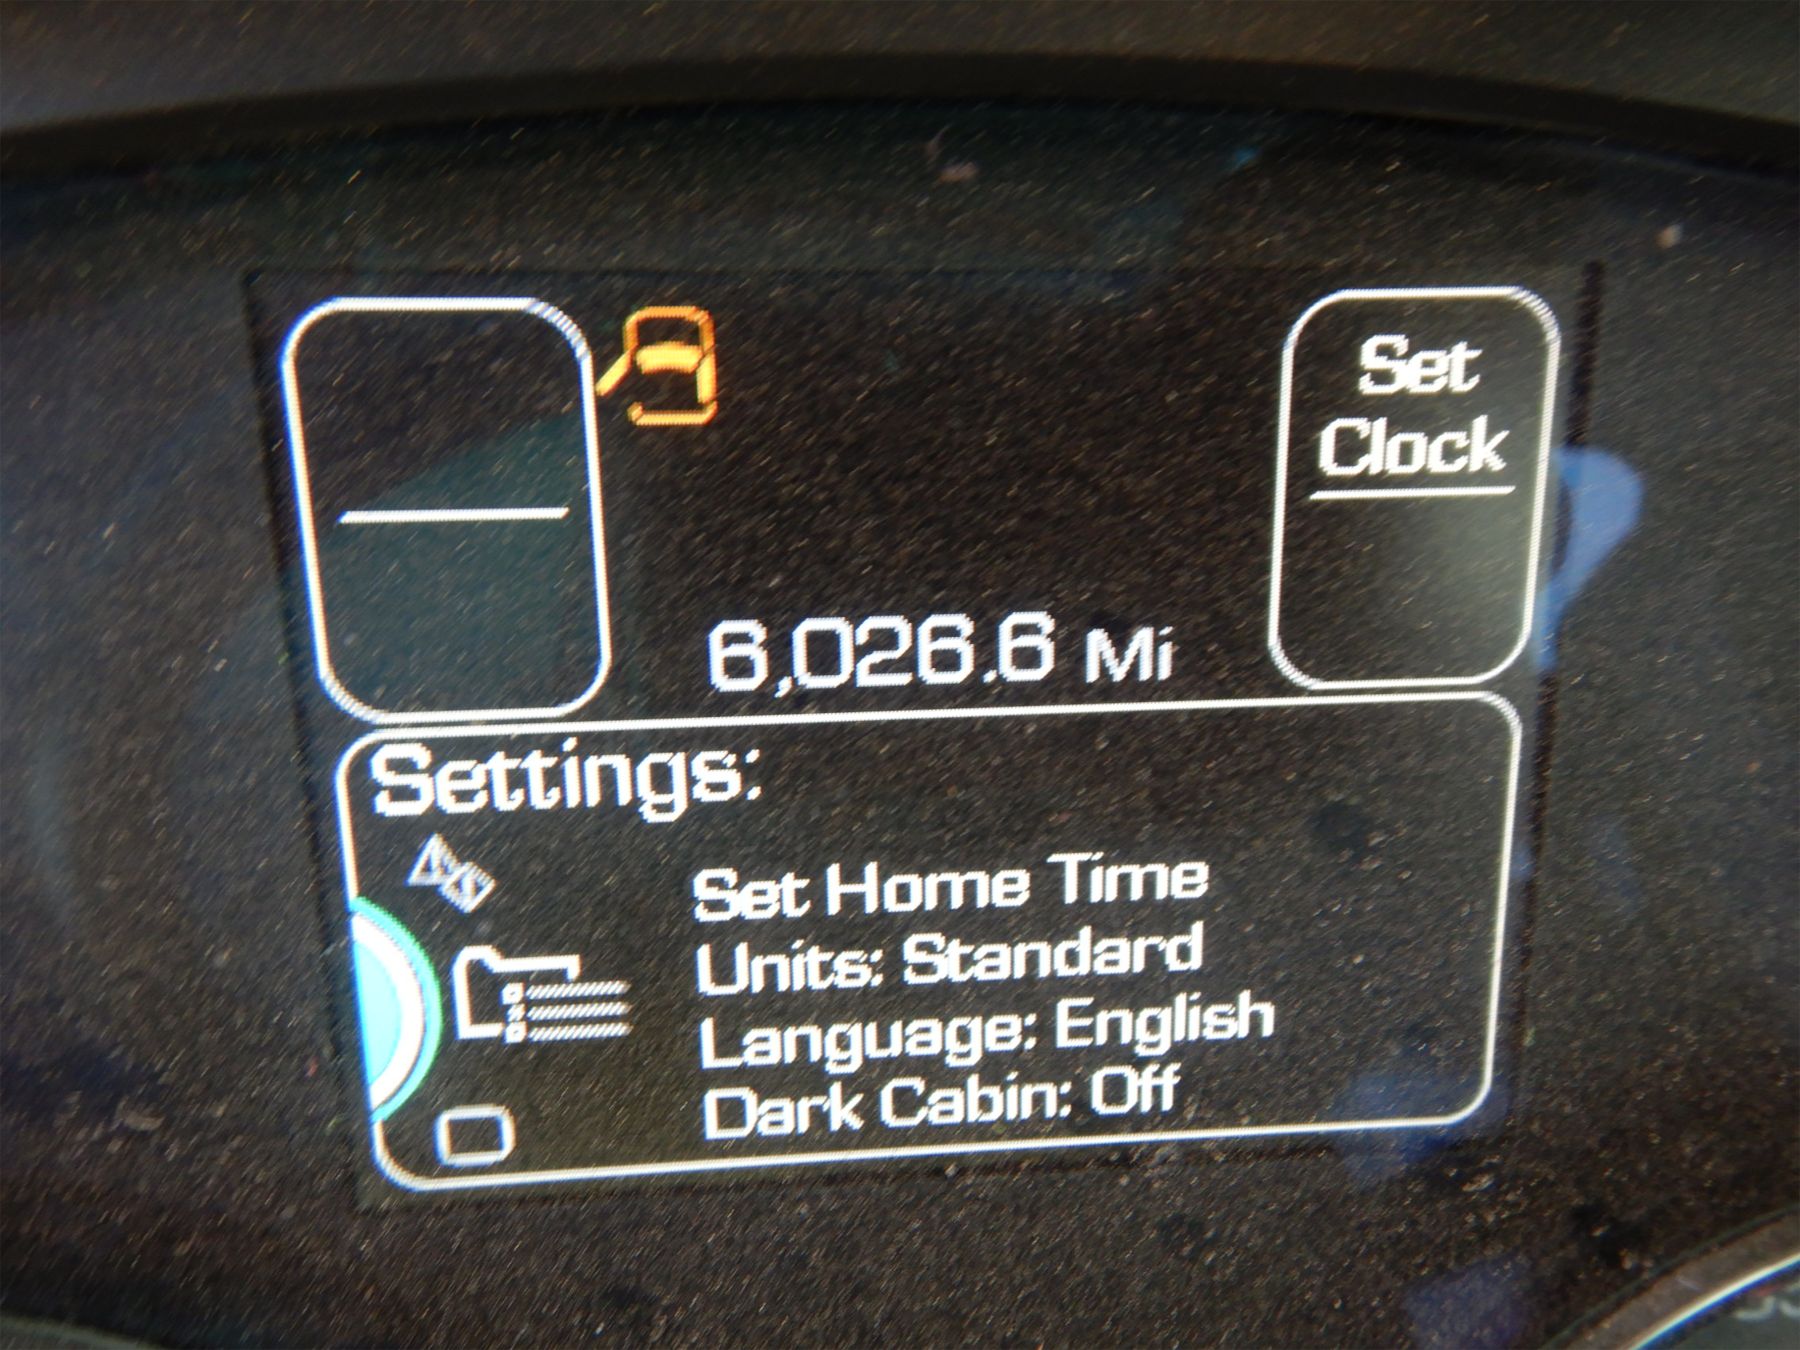 Set
Clock
6,026.6 Mi
Settings:
Set Home Time
Units: Standard
Language: English
Dark Cabin: Off